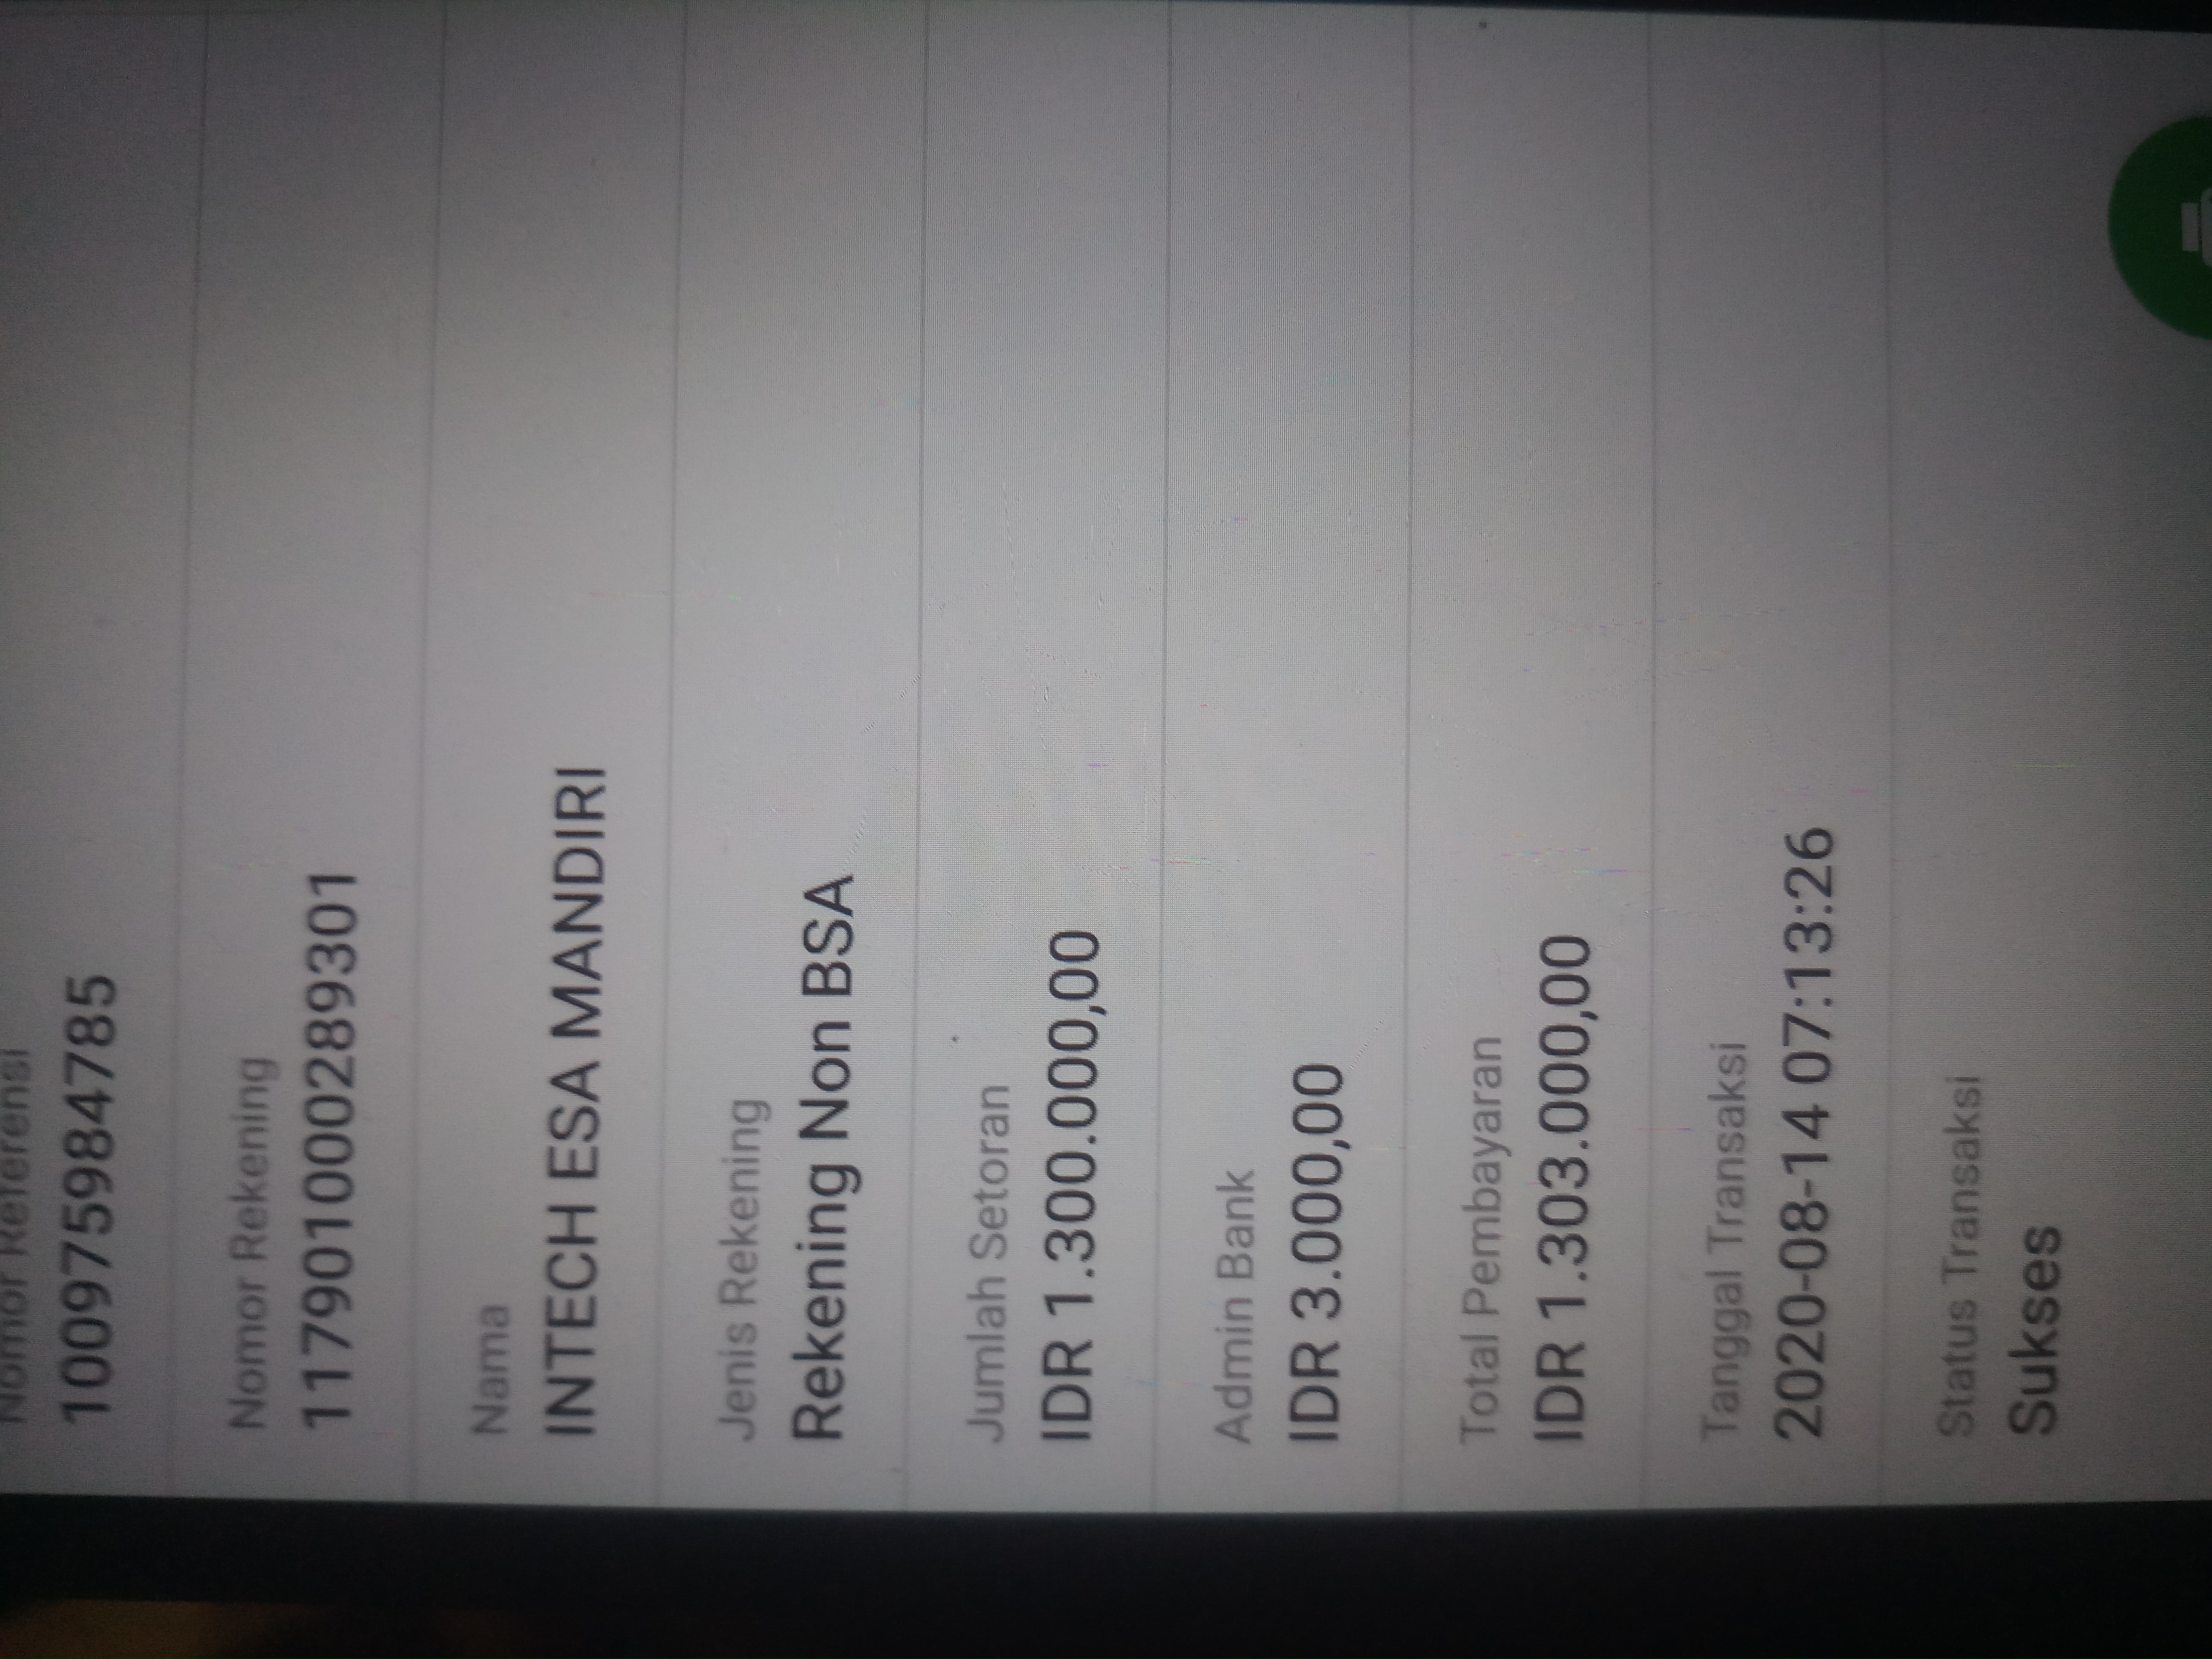 Nomor Referensi
100975984785
Nomor Rekening
117901000289301
Nama
INTECH ESA MANDIRI
Jenis Rekening
Rekening Non BSA
Jumlah Setoran
IDR 1.300.000,00
Admin Bank
IDR 3.000,00
Total Pembayaran
IDR 1.303.000,00
Tanggal Transaksi
2020-08-14 07:13:26
Status Transaksi
Sukses